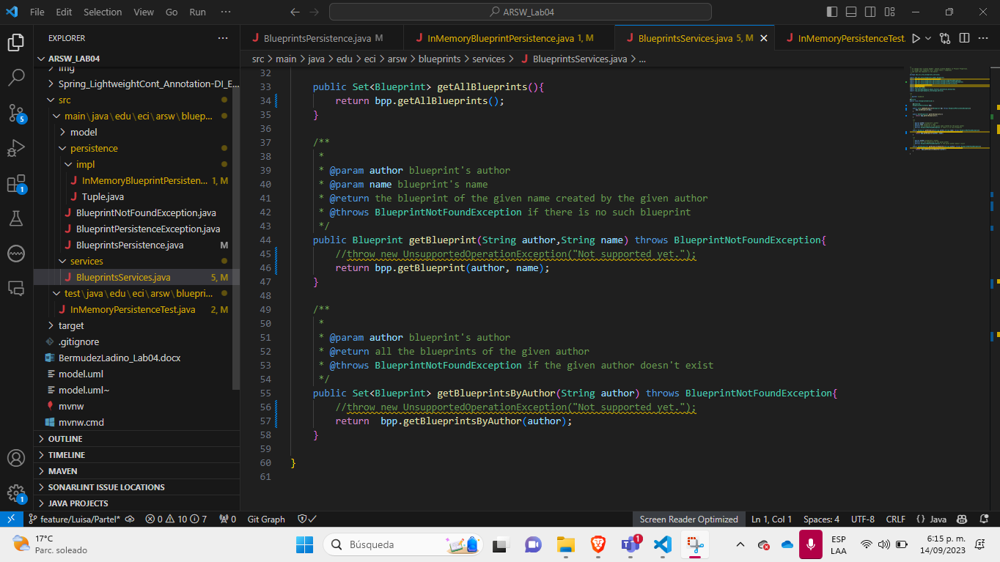 File Edit Selection View Go Run ··· ARSW_Lab04
EXPLORER ···
ARSW_LAB04
img
Spring_LightweightCont_Annotation-DI_E...
src
main\java\edu\eci\arsw\bluep...
model
persistence
impl
InMemoryBlueprintPersisten... 1, M
Tuple.java
BlueprintNotFoundException.java
BlueprintPersistenceException.java
BlueprintsPersistence.java M
services
BlueprintsServices.java 5, M
test\java\edu\eci\arsw\bluepri...
InMemoryPersistenceTest.java 2, M
target
.gitignore
BermudezLadino_Lab04.docx
model.uml
model.uml~
mvnw
mvnw.cmd
OUTLINE
TIMELINE
MAVEN
SONARLINT ISSUE LOCATIONS
JAVA PROJECTS
5
1
1
BlueprintsPersistence.java M InMemoryBlueprintPersistence.java 1, M BlueprintsServices.java 5, M InMemoryPersistenceTest.
src > main > java > edu > eci > arsw > blueprints > services > BlueprintsServices.java > ...
32
33 public Set<Blueprint> getAllBlueprints(){
34 return bpp.getAllBlueprints();
35 }
36
37 /**
38 *
39 * @param author blueprint's author
40 * @param name blueprint's name
41 * @return the blueprint of the given name created by the given author
42 * @throws BlueprintNotFoundException if there is no such blueprint
43 */
44 public Blueprint getBlueprint(String author,String name) throws BlueprintNotFoundException{
45 //throw new UnsupportedOperationException("Not supported yet.");
46 return bpp.getBlueprint(author, name);
47 }
48
49 /**
50 *
51 * @param author blueprint's author
52 * @return all the blueprints of the given author
53 * @throws BlueprintNotFoundException if the given author doesn't exist
54 */
55 public Set<Blueprint> getBlueprintsByAuthor(String author) throws BlueprintNotFoundException{
56 //throw new UnsupportedOperationException("Not supported yet.");
57 return  bpp.getBlueprintsByAuthor(author);
58 }
59
60 }
61
feature/Luisa/Partel* 0 10 7 0 Git Graph Screen Reader Optimized Ln 1, Col 1 Spaces: 4 UTF-8 CRLF {} Java
17°C
Parc. soleado
Búsqueda
1
ESP
LAA
6:15 p. m.
14/09/2023